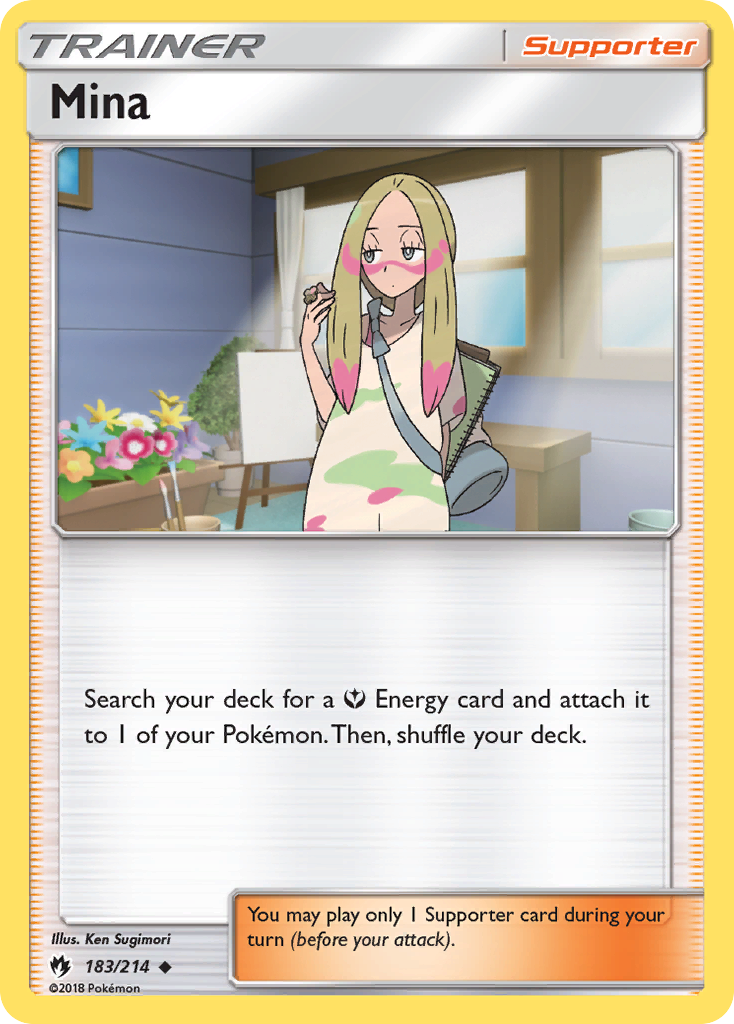 TRAINER
Supporter
Mina
Search your deck for a Energy card and attach it
to 1 of your Pokémon. Then, shuffle your deck.
You may play only 1 Supporter card during your
turn (before your attack).
Illus. Ken Sugimori
183/214
©2018 Pokémon